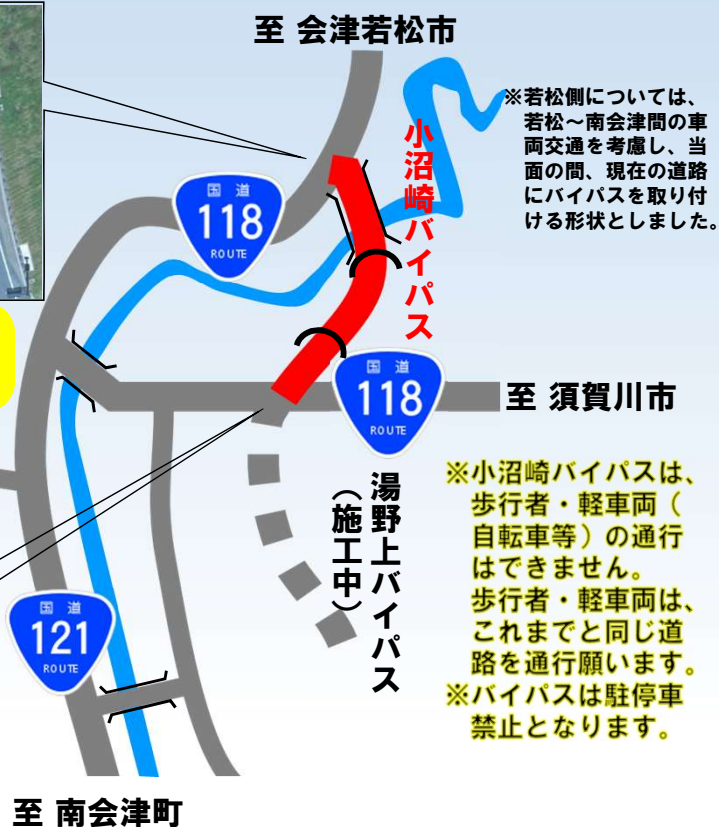 至 会津若松市
※若松側については、
若松～南会津間の車
両交通を考慮し、当
面の間、現在の道路
にバイパスを取り付
ける形状としました。
小沼崎バイパス
国道
118
ROUTE
国道
118
ROUTE
至 須賀川市
湯野上バイパス
（施工中）
※小沼崎バイパスは、
歩行者・軽車両（
自転車等）の通行
はできません。
歩行者・軽車両は、
これまでと同じ道
路を通行願います。
※バイパスは駐停車
禁止となります。
国道
121
ROUTE
至 南会津町